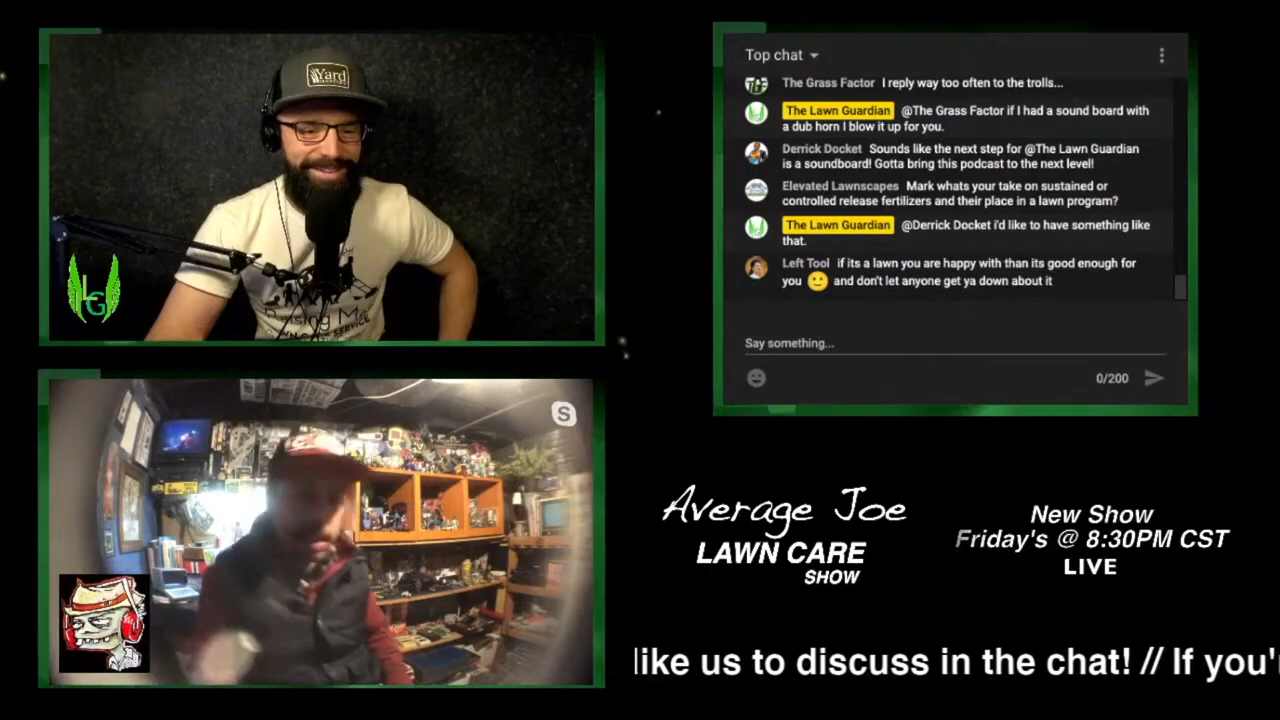 Yard
LG
S
Top chat
The Grass Factor I reply way too often to the trolls...
The Lawn Guardian @The Grass Factor if I had a sound board with
a dub horn I blow it up for you.
Derrick Docket Sounds like the next step for @The Lawn Guardian
is a soundboard! Gotta bring this podcast to the next level!
Elevated Lawnscapes Mark whats your take on sustained or
controlled release fertilizers and their place in a lawn program?
The Lawn Guardian @Derrick Docket i'd like to have something like
that.
Left Tool if its a lawn you are happy with than its good enough for
you 🙂 and don't let anyone get ya down about it
Say something...
0/200
Average Joe
LAWN CARE
SHOW
New Show
Friday's @ 8:30PM CST
LIVE
like us to discuss in the chat! // If you'